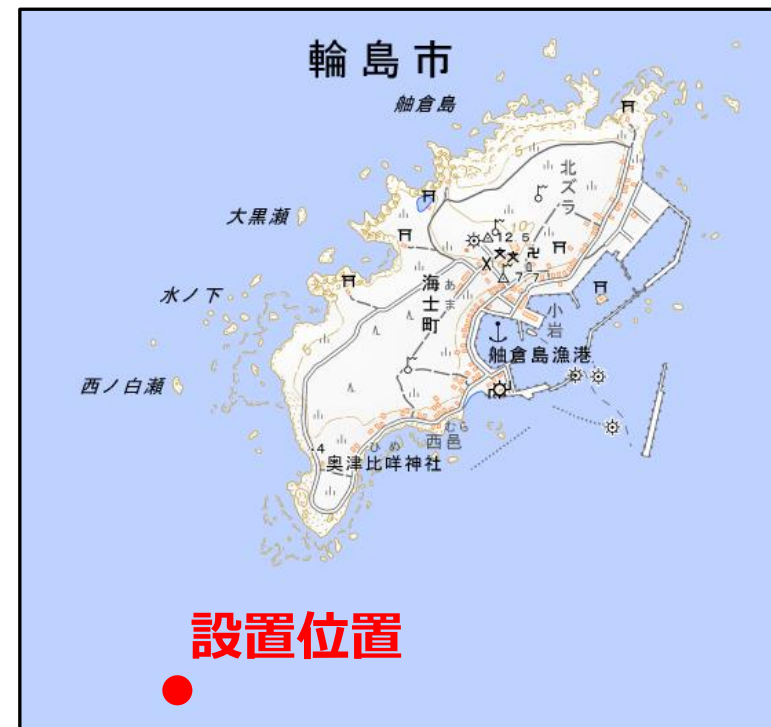 輪島市
舳倉島
北ズラ
大黒瀬
12.5
7.7
海士町
あま
水ノ下
小岩
舳倉島漁港
西ノ白瀬
むら
西邑
.4
ひめ
奥津比咩神社
設置位置